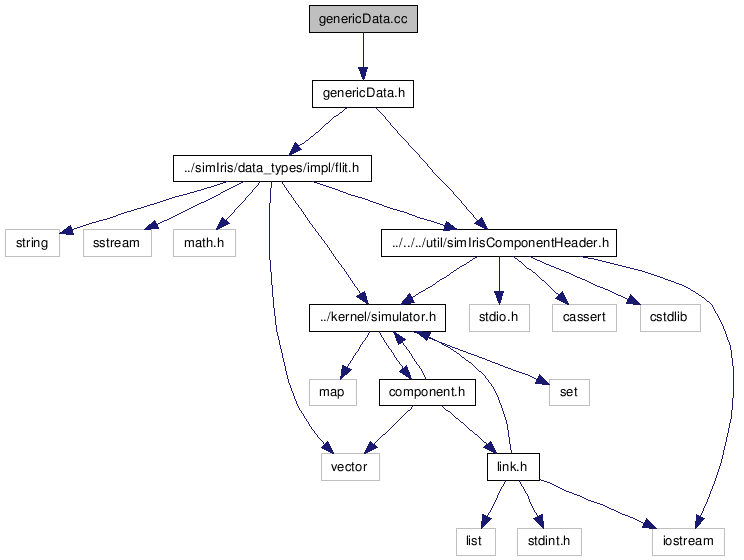 genericData.cc
genericData.h
../simIris/data_types/impl/flit.h
string
sstream
math.h
../../../util/simIrisComponentHeader.h
../kernel/simulator.h
stdio.h
cassert
cstdlib
map
component.h
set
vector
link.h
list
stdint.h
iostream